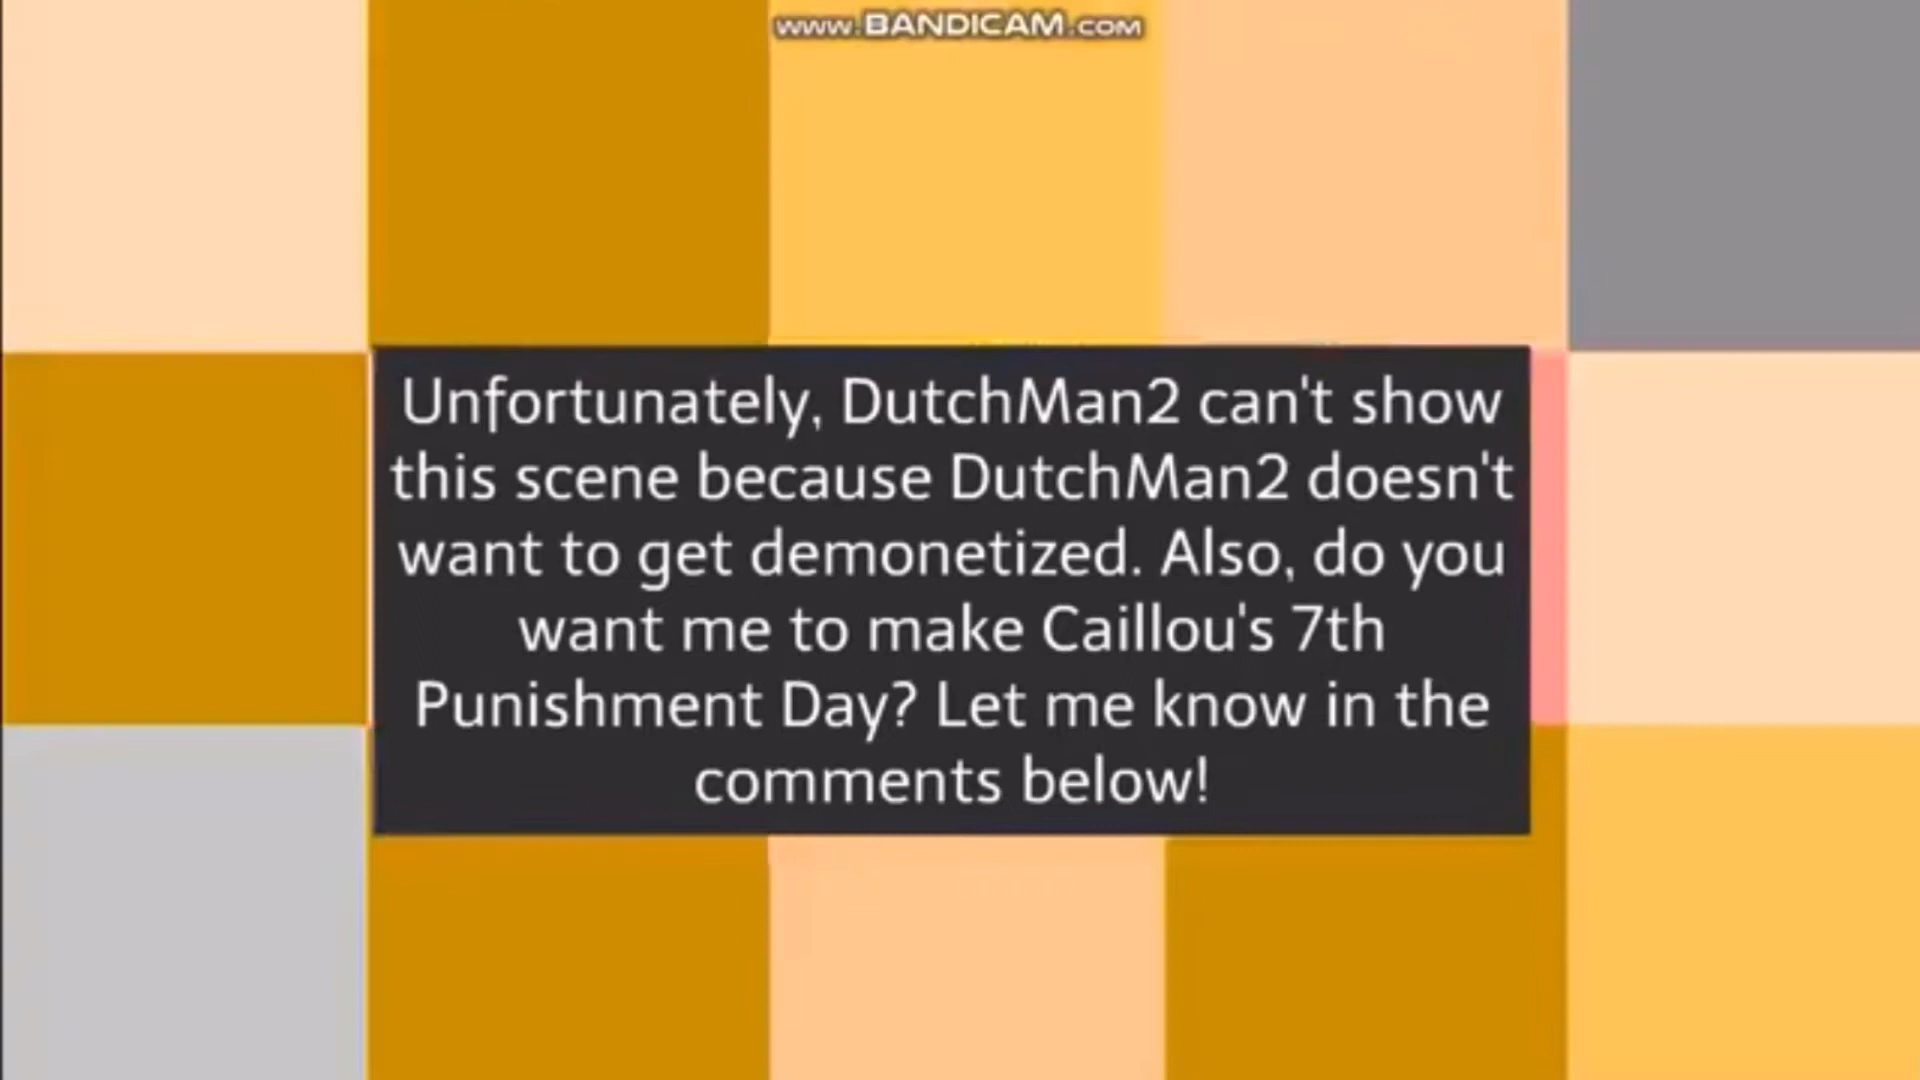 www.BANDICAM.com
Unfortunately, DutchMan2 can't show
this scene because DutchMan2 doesn't
want to get demonetized. Also, do you
want me to make Caillou's 7th
Punishment Day? Let me know in the
comments below!